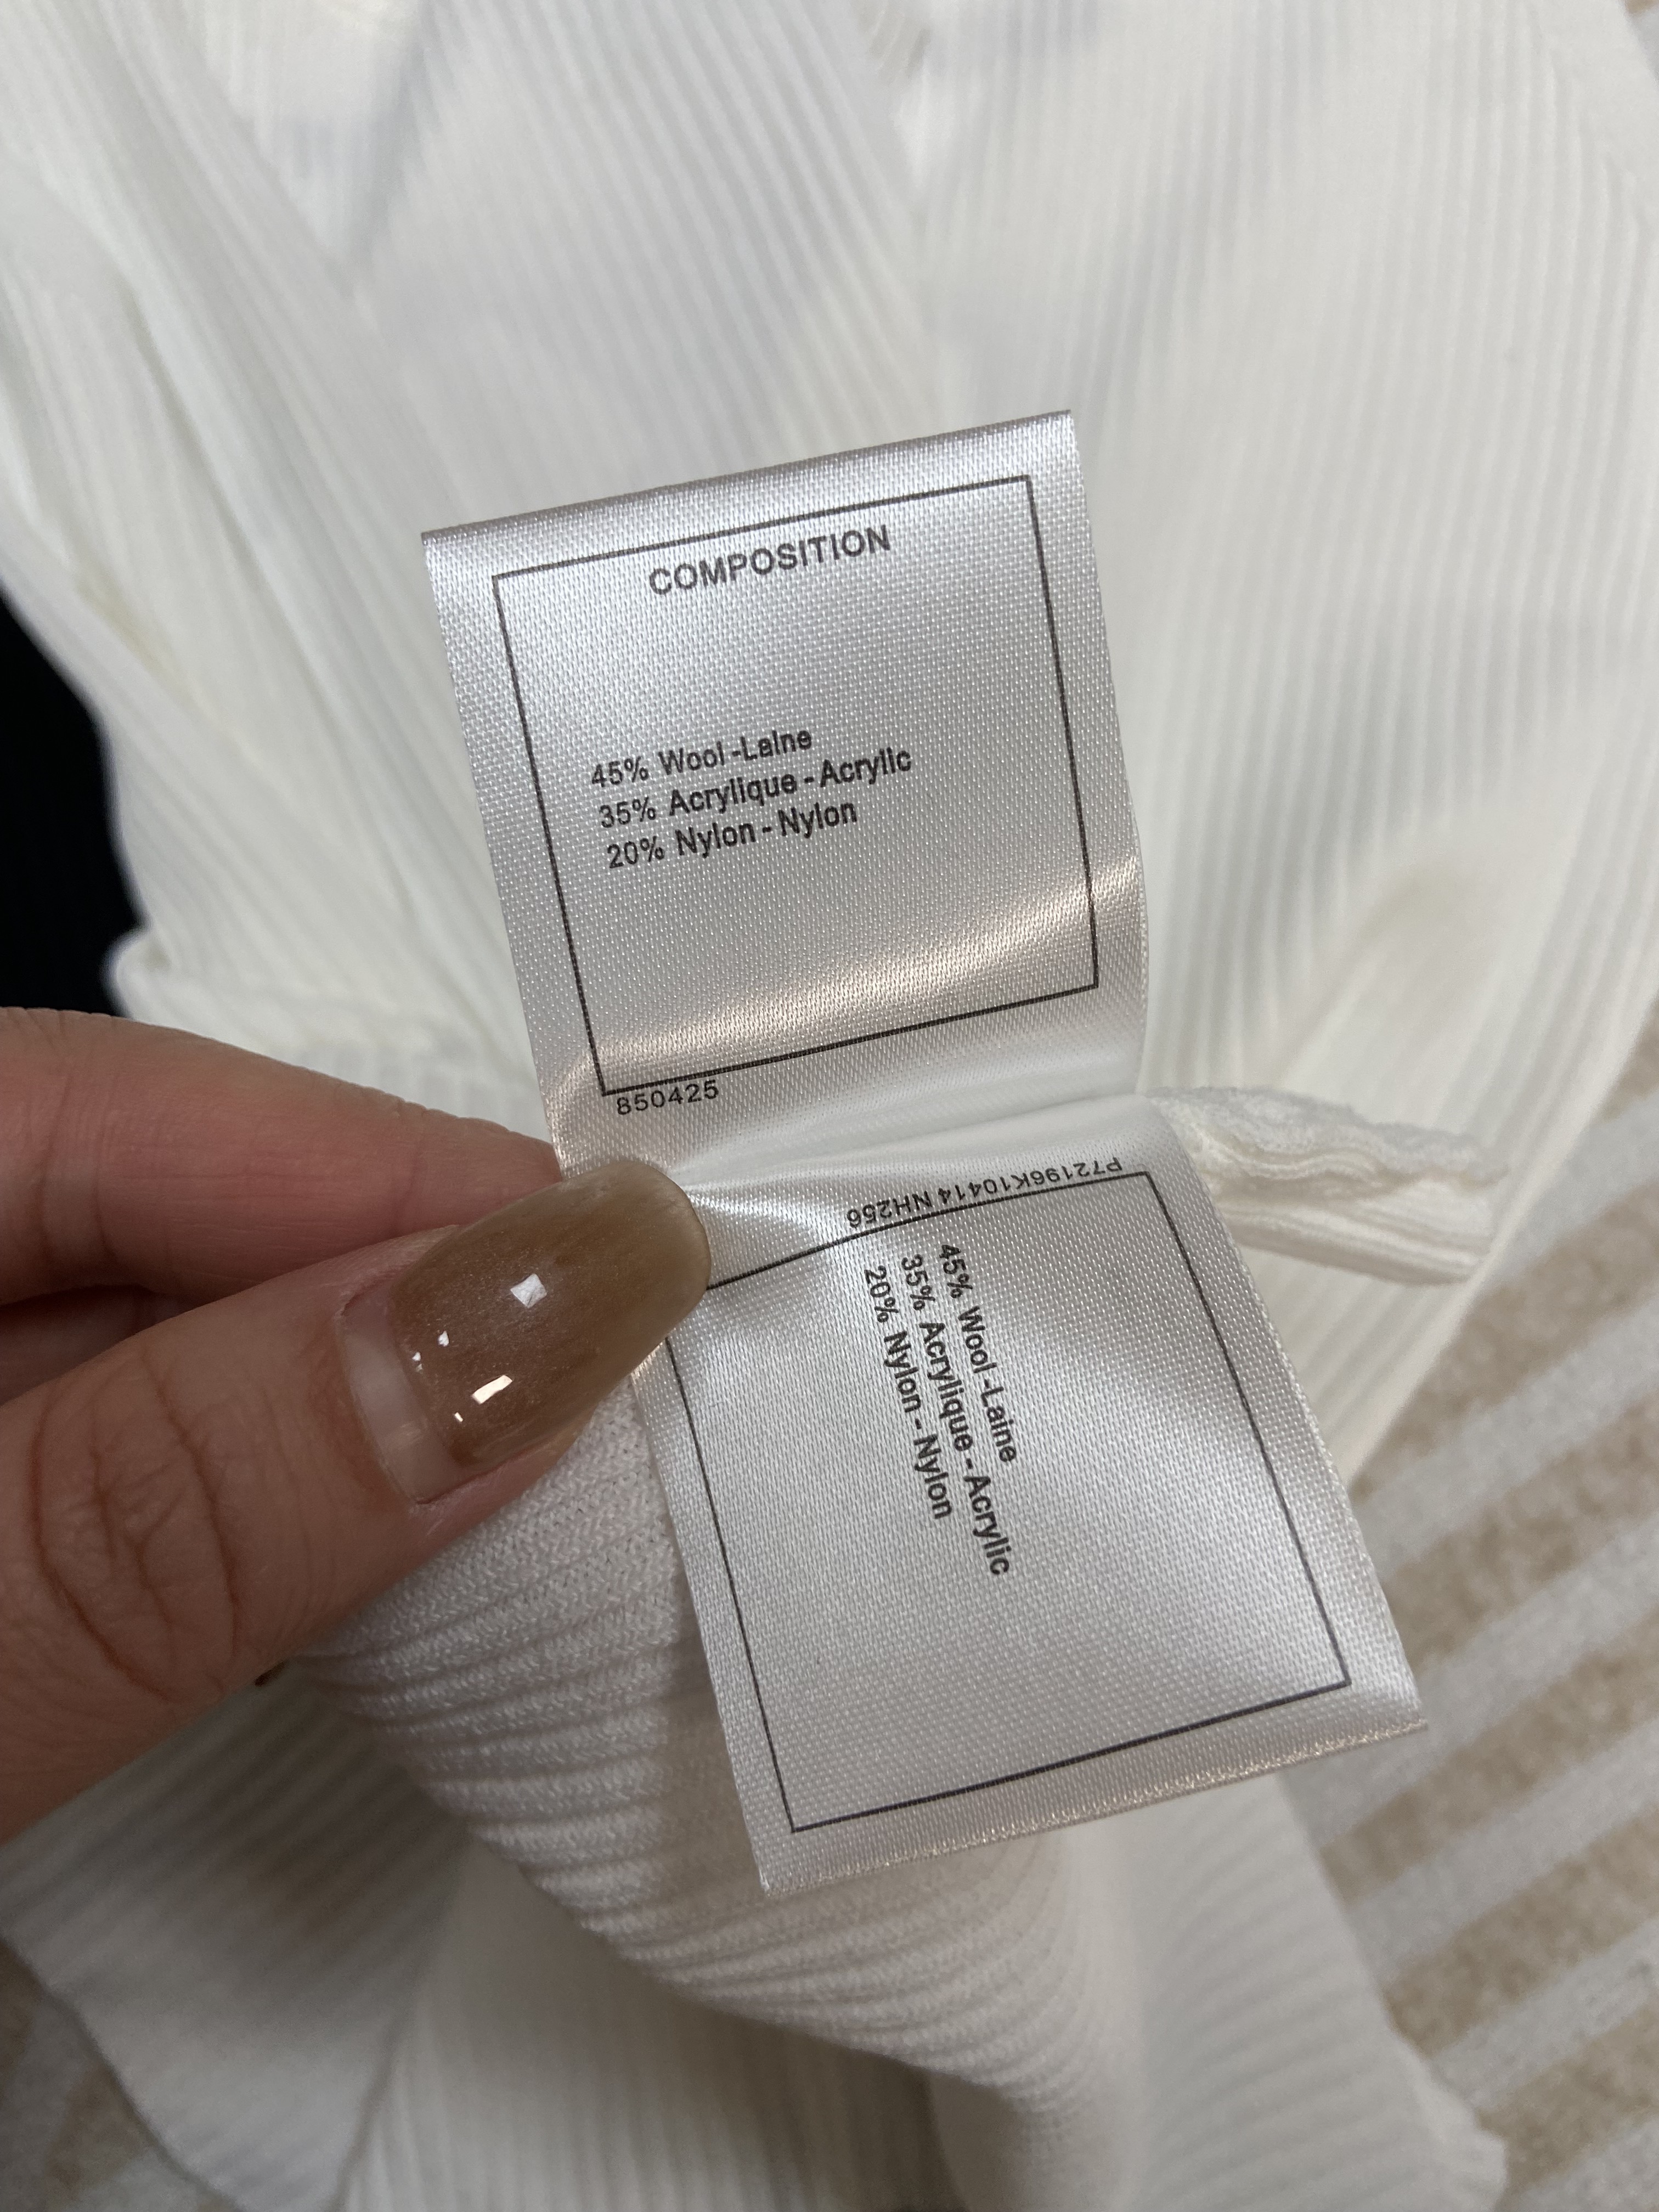 COMPOSITION
45% Wool -Laine
35% Acrylique - Acrylic
20% Nylon - Nylon
850425
P72196K10414 NH256
45% Wool -Laine
35% Acrylique - Acrylic
20% Nylon - Nylon